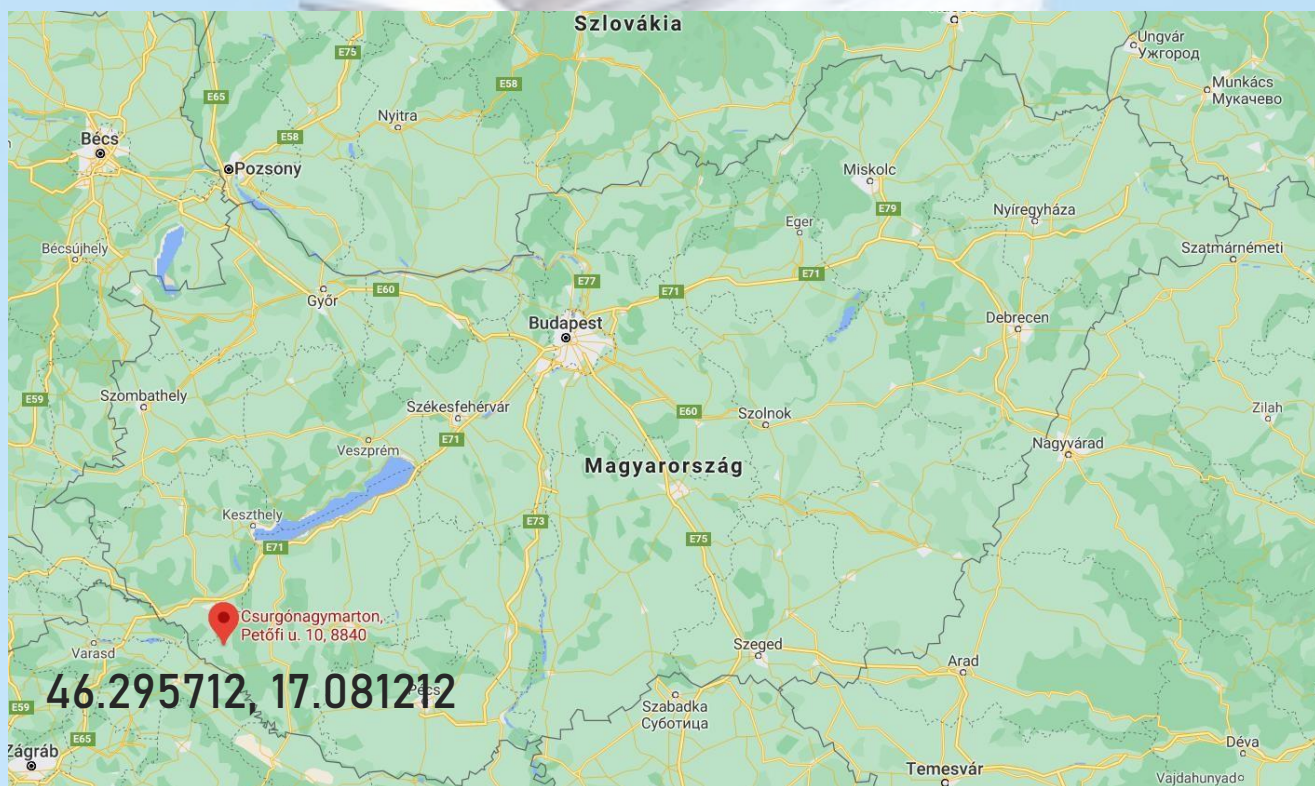 Szlovákia
Ungvár
Ужгород
E75
E58
Munkács
Мукачево
E65
Nyitra
E58
Bécs
Pozsony
Miskolc
E79
Nyíregyháza
Eger
Szatmárnémeti
Bécsújhely
E77
E71
E71
Győr
E60
Budapest
Debrecen
E59
Szombathely
Székesfehérvár
E60
Szolnok
Zilah
Veszprém
E71
Nagyvárad
Magyarország
Keszthely
E73
E71
E75
Csurgónagymarton,
Petőfi u. 10, 8840
Varasd
Szeged
Arad
46.295712, 17.081212
Pécs
E59
Szabadka
Суботица
E65
Zágráb
Déva
Temesvár
Vajdahunyad